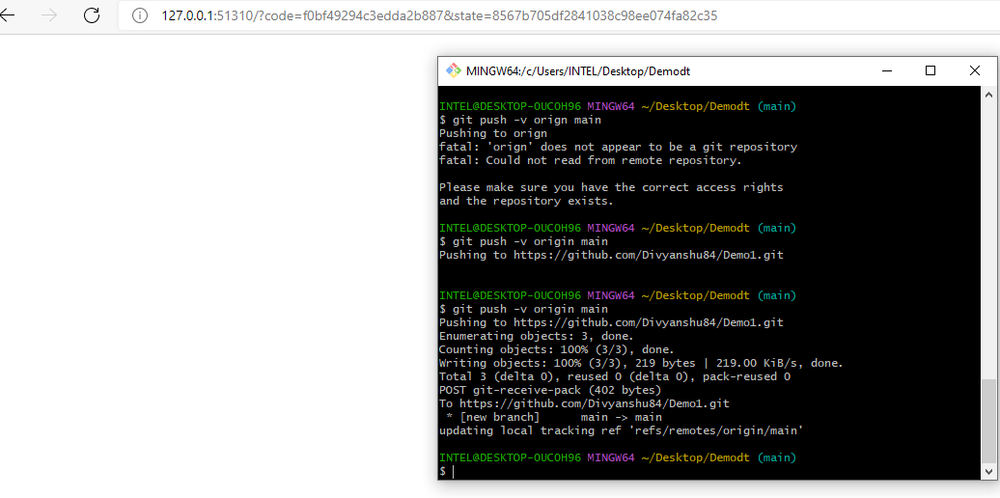 127.0.0.1:51310/?code=f0bf49294c3edda2b887&state=8567b705df2841038c98ee074fa82c35
MINGW64:/c/Users/INTEL/Desktop/Demodt
INTEL@DESKTOP-OUCOH96 MINGW64 ~/Desktop/Demodt (main)
$ git push -v orign main
Pushing to orign
fatal: 'orign' does not appear to be a git repository
fatal: Could not read from remote repository.
Please make sure you have the correct access rights
and the repository exists.
INTEL@DESKTOP-OUCOH96 MINGW64 ~/Desktop/Demodt (main)
$ git push -v origin main
Pushing to https://github.com/Divyanshu84/Demo1.git
INTEL@DESKTOP-OUCOH96 MINGW64 ~/Desktop/Demodt (main)
$ git push -v origin main
Pushing to https://github.com/Divyanshu84/Demo1.git
Enumerating objects: 3, done.
Counting objects: 100% (3/3), done.
Writing objects: 100% (3/3), 219 bytes | 219.00 KiB/s, done.
Total 3 (delta 0), reused 0 (delta 0), pack-reused 0
POST git-receive-pack (402 bytes)
To https://github.com/Divyanshu84/Demo1.git
 * [new branch]      main -> main
updating local tracking ref 'refs/remotes/origin/main'
INTEL@DESKTOP-OUCOH96 MINGW64 ~/Desktop/Demodt (main)
$